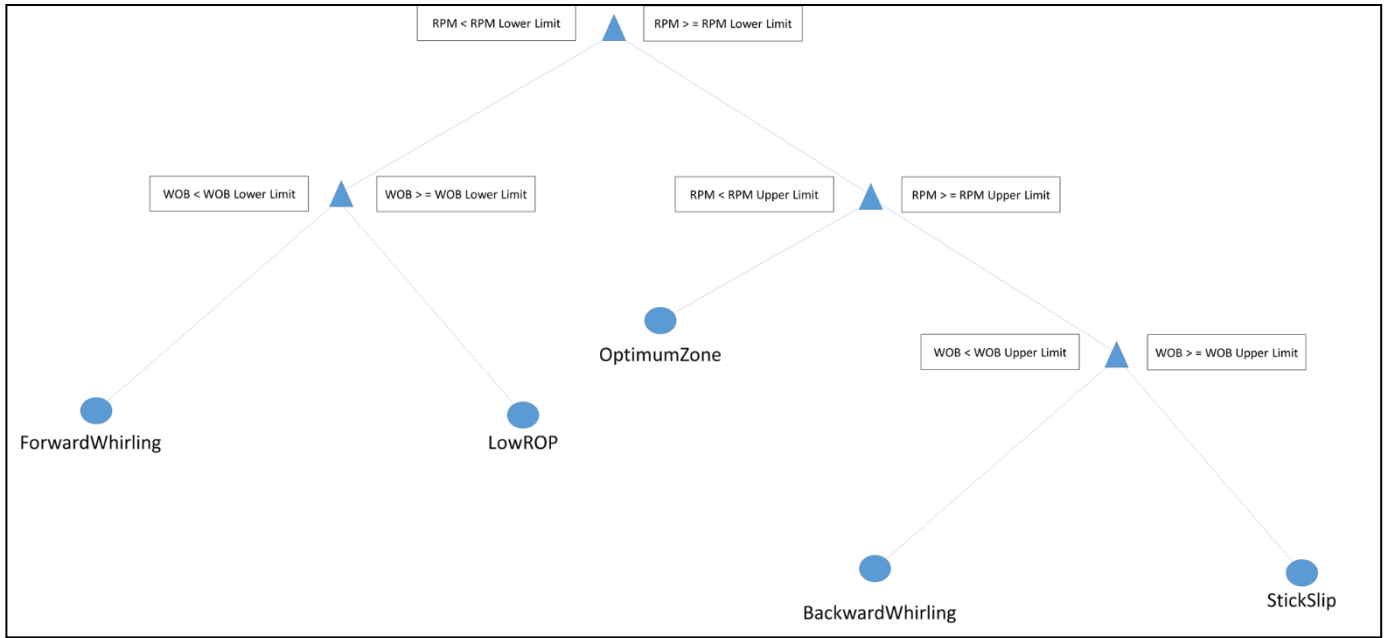 RPM < RPM Lower Limit
RPM > = RPM Lower Limit
WOB < WOB Lower Limit
WOB > = WOB Lower Limit
RPM < RPM Upper Limit
RPM > = RPM Upper Limit
OptimumZone
WOB < WOB Upper Limit
WOB > = WOB Upper Limit
ForwardWhirling
LowROP
BackwardWhirling
StickSlip